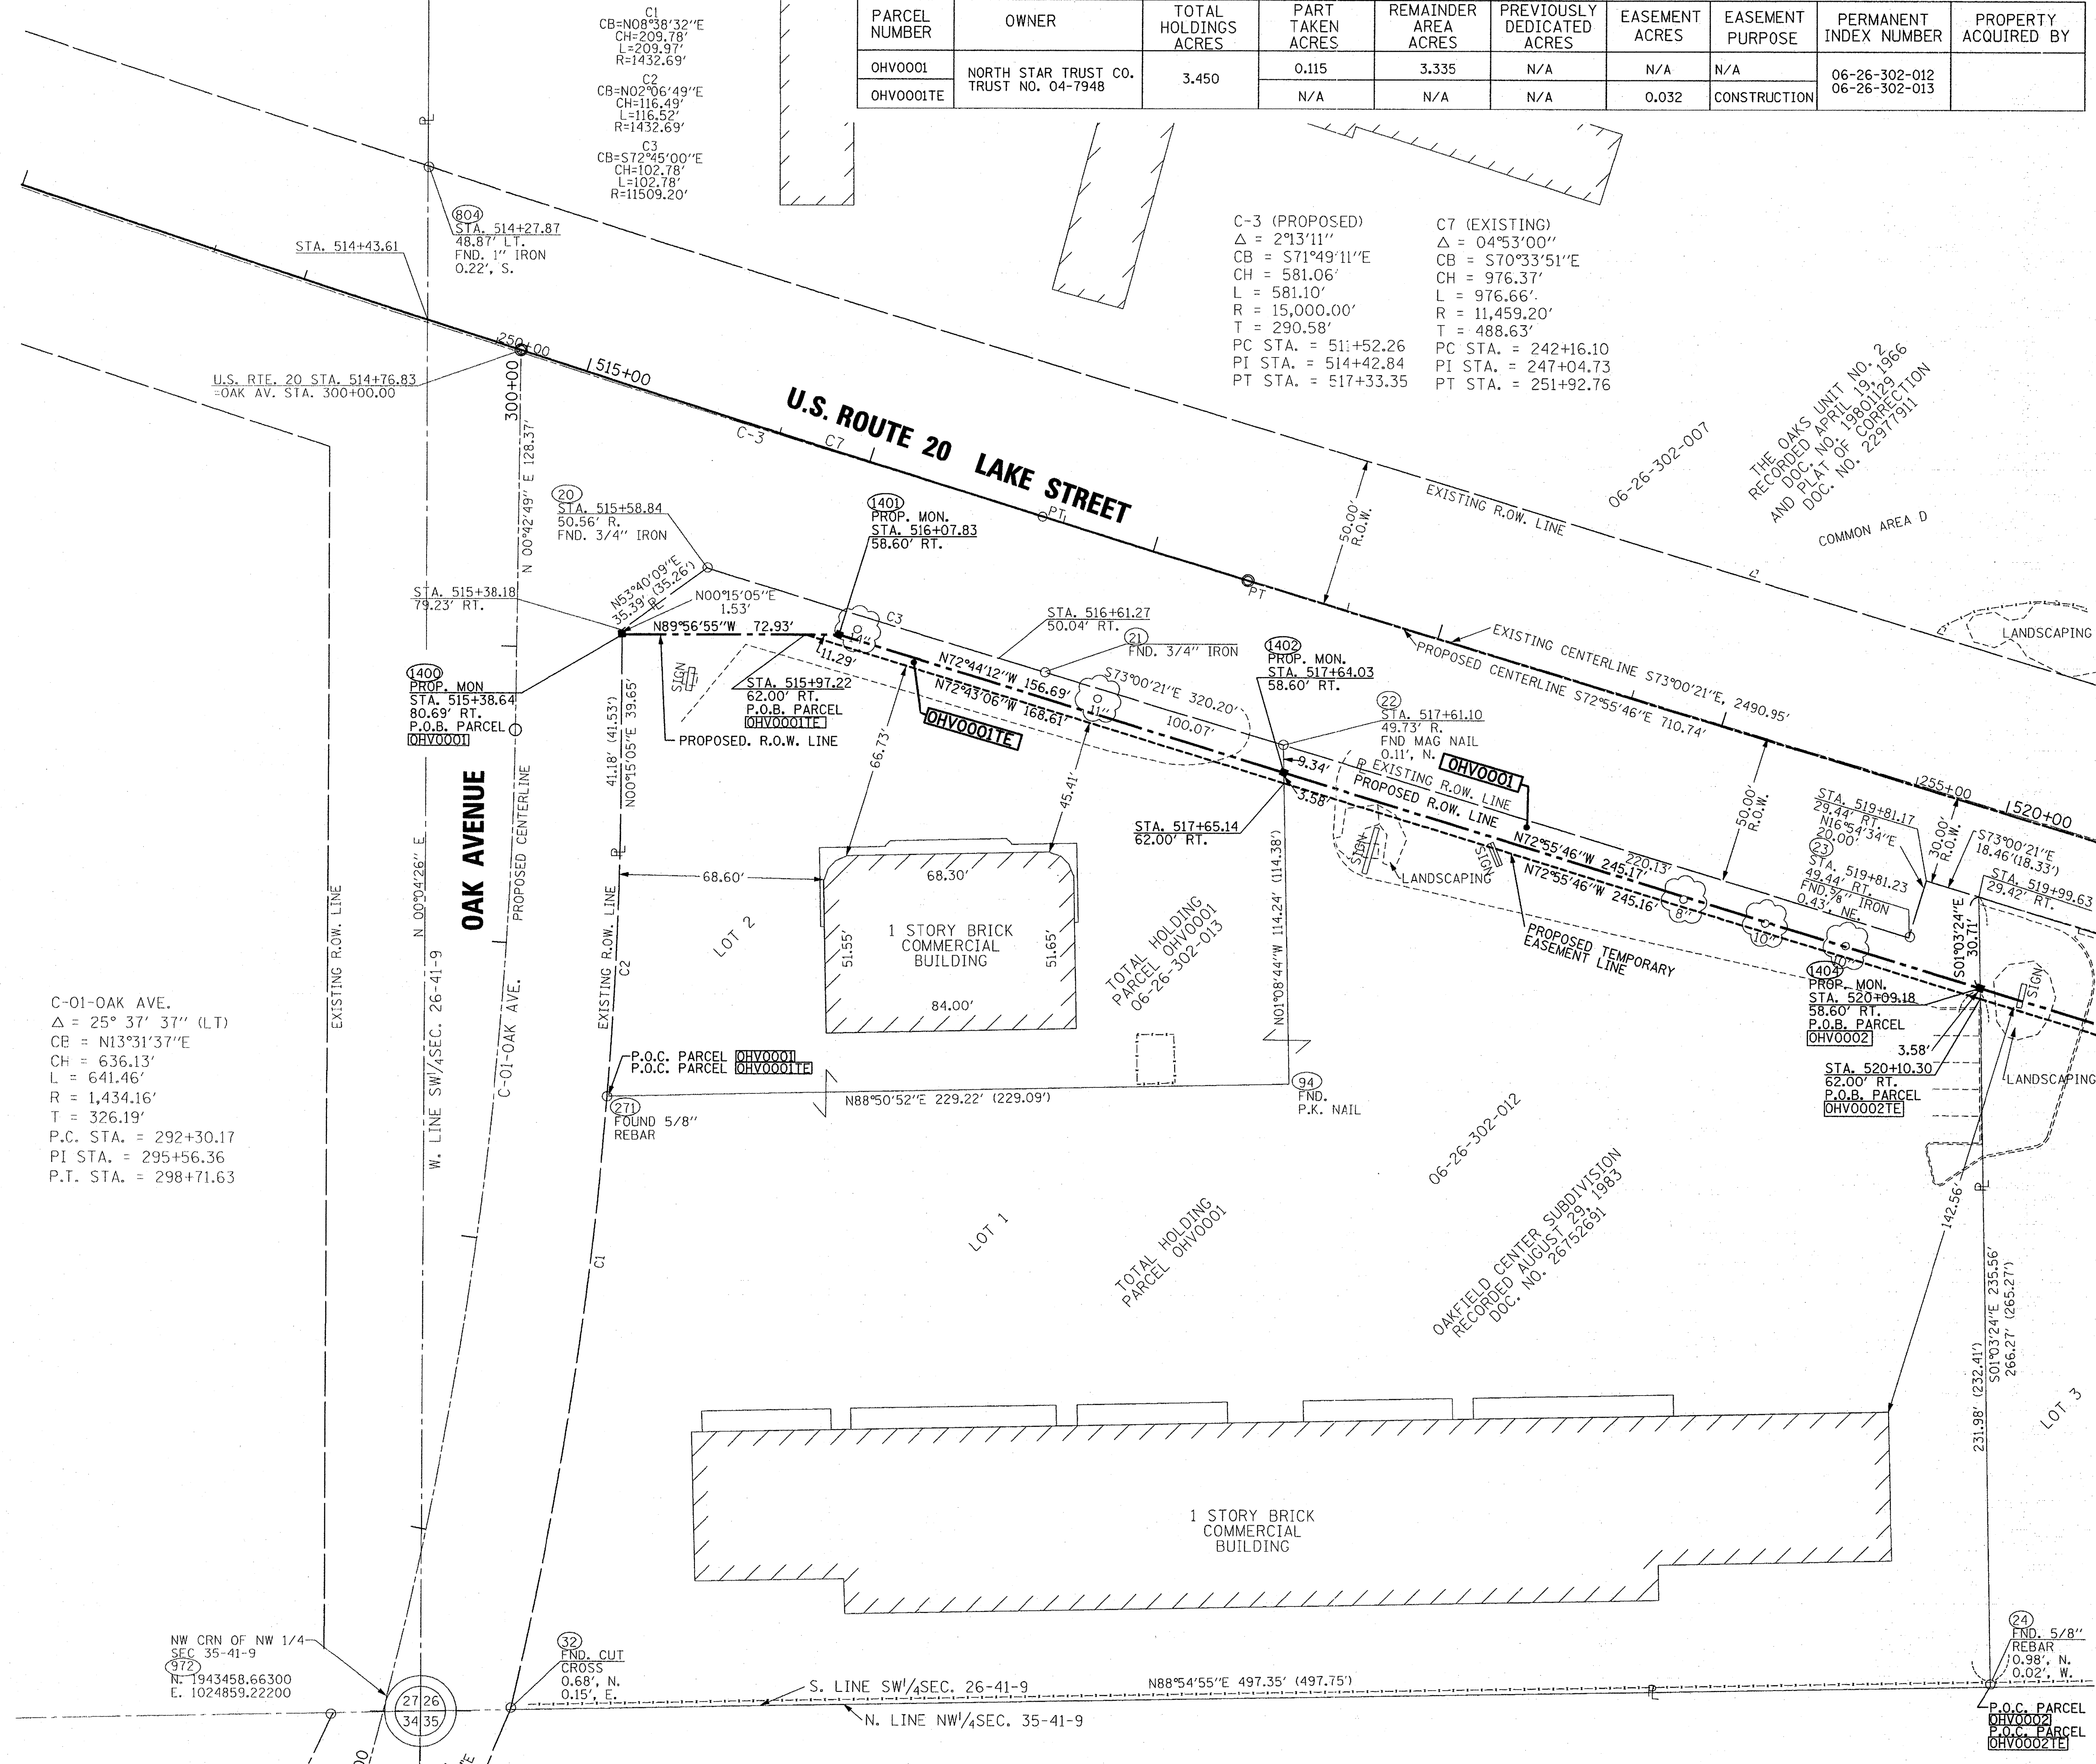 C1
CB=N08°38'32"E
CH=209.78'
L=209.97'
R=1432.69'
C2
CB=N02°06'49"E
CH=116.49'
L=116.52'
R=1432.69'
C3
CB=S72°45'00"E
CH=102.78'
L=102.78'
R=11509.20'
PARCEL NUMBER
OWNER
TOTAL HOLDINGS ACRES
PART TAKEN ACRES
REMAINDER AREA ACRES
PREVIOUSLY DEDICATED ACRES
EASEMENT ACRES
EASEMENT PURPOSE
PERMANENT INDEX NUMBER
PROPERTY ACQUIRED BY
0HV0001
NORTH STAR TRUST CO.
TRUST NO. 04-7948
3.450
0.115
3.335
N/A
N/A
N/A
06-26-302-012
06-26-302-013
0HV0001TE
N/A
N/A
N/A
0.032
CONSTRUCTION
804
STA. 514+27.87
48.87' LT.
FND. 1" IRON
0.22', S.
STA. 514+43.61
C-3 (PROPOSED)
Δ = 2°13'11"
CB = S71°49'11"E
CH = 581.06'
L = 581.10'
R = 15,000.00'
T = 290.58'
PC STA. = 511+52.26
PI STA. = 514+42.84
PT STA. = 517+33.35
C7 (EXISTING)
Δ = 04°53'00"
CB = S70°33'51"E
CH = 976.37'
L = 976.66'
R = 11,459.20'
T = 488.63'
PC STA. = 242+16.10
PI STA. = 247+04.73
PT STA. = 251+92.76
250+00
515+00
300+00
U.S. RTE. 20 STA. 514+76.83
=OAK AV. STA. 300+00.00
N 00°42'49" E 128.37'
C-3
C7
U.S. ROUTE 20 LAKE STREET
PT
PT
50.00'
R.O.W.
EXISTING R.O.W. LINE
06-26-302-007
THE OAKS UNIT NO. 2
RECORDED APRIL 19, 1966
DOC. NO. 19801129
AND PLAT OF CORRECTION
DOC. NO. 22977911
COMMON AREA D
LANDSCAPING
20
STA. 515+58.84
50.56' R.
FND. 3/4" IRON
1401
PROP. MON.
STA. 516+07.83
58.60' RT.
STA. 515+38.18
79.23' RT.
N53°40'09"E
35.39' (35.26')
N00°15'05"E
1.53'
N89°56'55"W 72.93'
14"
C3
11.29'
STA. 516+61.27
50.04' RT.
21
FND. 3/4" IRON
1402
PROP. MON.
STA. 517+64.03
58.60' RT.
EXISTING CENTERLINE S73°00'21"E, 2490.95'
PROPOSED CENTERLINE S72°55'46"E 710.74'
1400
PROP. MON
STA. 515+38.64
80.69' RT.
P.O.B. PARCEL
0HV0001
SIGN
STA. 515+97.22
62.00' RT.
P.O.B. PARCEL
0HV0001TE
PROPOSED. R.O.W. LINE
N72°44'12"W 156.69'
N72°43'06"W 168.61'
0HV0001TE
11"
S73°00'21"E 320.20'
100.07'
22
STA. 517+61.10
49.73' R.
FND MAG NAIL
0.11', N.
0HV0001
9.34'
3.58'
EXISTING R.O.W. LINE
PROPOSED R.O.W. LINE
STA. 517+65.14
62.00' RT.
41.18' (41.53')
N00°15'05"E 39.65'
66.73'
45.41'
SIGN
LANDSCAPING
SIGN
N72°55'46"W 245.17'
N72°55'46"W 245.16'
220.13'
50.00'
R.O.W.
8"
10"
10"
PROPOSED TEMPORARY
EASEMENT LINE
255+00
520+00
STA. 519+81.17
29.44' RT.
N16°54'34"E
20.00'
23
STA. 519+81.23
49.44' RT.
FND. 5/8" IRON
0.43', NE.
30.00'
R.O.W.
S73°00'21"E
18.46'(18.33')
STA. 519+99.63
29.42' RT.
S01°03'24"E
30.71'
SIGN
1404
PROP. MON.
STA. 520+09.18
58.60' RT.
P.O.B. PARCEL
0HV0002
3.58'
STA. 520+10.30
62.00' RT.
P.O.B. PARCEL
0HV0002TE
LANDSCAPING
OAK AVENUE
PROPOSED CENTERLINE
C-01-OAK AVE.
N 00°04'26" E
W. LINE SW1/4SEC. 26-41-9
EXISTING R.O.W. LINE
EXISTING R.O.W. LINE
C2
68.60'
LOT 2
68.30'
51.55'
51.65'
84.00'
1 STORY BRICK
COMMERCIAL
BUILDING
TOTAL HOLDING
PARCEL 0HV0001
06-26-302-013
N01°08'44"W 114.24' (114.38')
C-01-OAK AVE.
Δ = 25° 37' 37" (LT)
CB = N13°31'37"E
CH = 636.13'
L = 641.46'
R = 1,434.16'
T = 326.19'
P.C. STA. = 292+30.17
PI STA. = 295+56.36
P.T. STA. = 298+71.63
P.O.C. PARCEL 0HV0001
P.O.C. PARCEL 0HV0001TE
271
FOUND 5/8"
REBAR
N88°50'52"E 229.22' (229.09')
94
FND.
P.K. NAIL
C1
LOT 1
TOTAL HOLDING
PARCEL 0HV0001
06-26-302-012
OAKFIELD CENTER SUBDIVISION
RECORDED AUGUST 29, 1983
DOC. NO. 26752691
142.56'
231.98' (232.41')
S01°03'24"E 235.56'
266.27' (265.27')
LOT 3
1 STORY BRICK
COMMERCIAL
BUILDING
NW CRN OF NW 1/4
SEC 35-41-9
972
N. 1943458.66300
E. 1024859.22200
27 26
34 35
32
FND. CUT
CROSS
0.68', N.
0.15', E.
S. LINE SW1/4SEC. 26-41-9
N. LINE NW1/4SEC. 35-41-9
N88°54'55"E 497.35' (497.75')
24
FND. 5/8"
REBAR
0.98', N.
0.02', W.
P.O.C. PARCEL
0HV0002
P.O.C. PARCEL
0HV0002TE